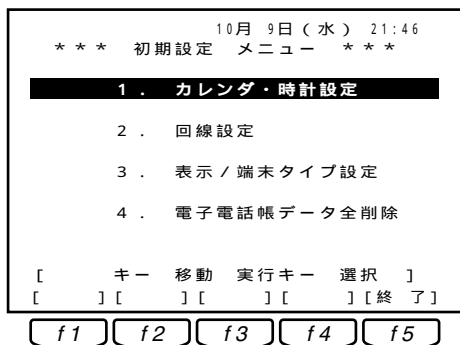 10月 9日(水) 21:46
*** 初期設定 メニュー ***
1. カレンダ・時計設定
2. 回線設定
3. 表示/端末タイプ設定
4. 電子電話帳データ全削除
[ キー 移動 実行キー 選択 ]
[ ][ ][ ][ ][終 了]
f1 f2 f3 f4 f5